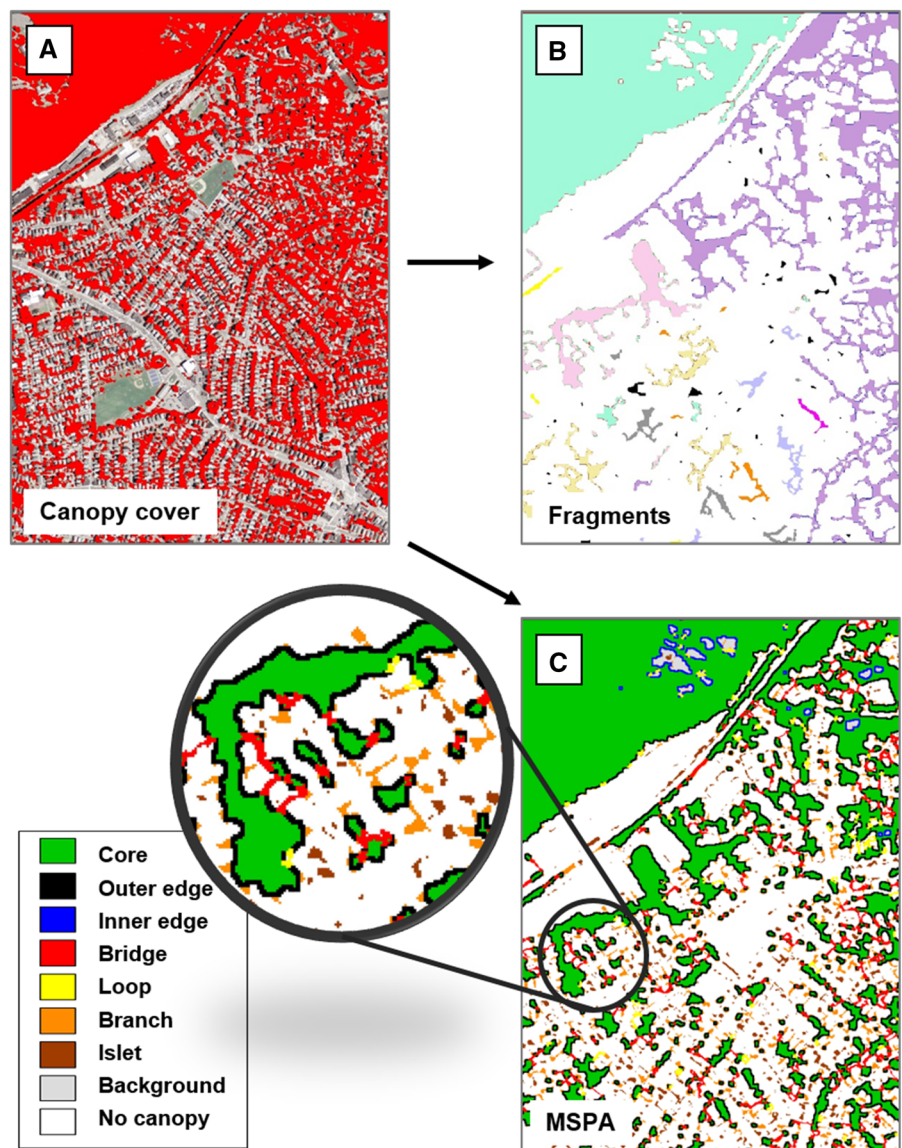 A
Canopy cover
B
Fragments
C
MSPA
Core
Outer edge
Inner edge
Bridge
Loop
Branch
Islet
Background
No canopy